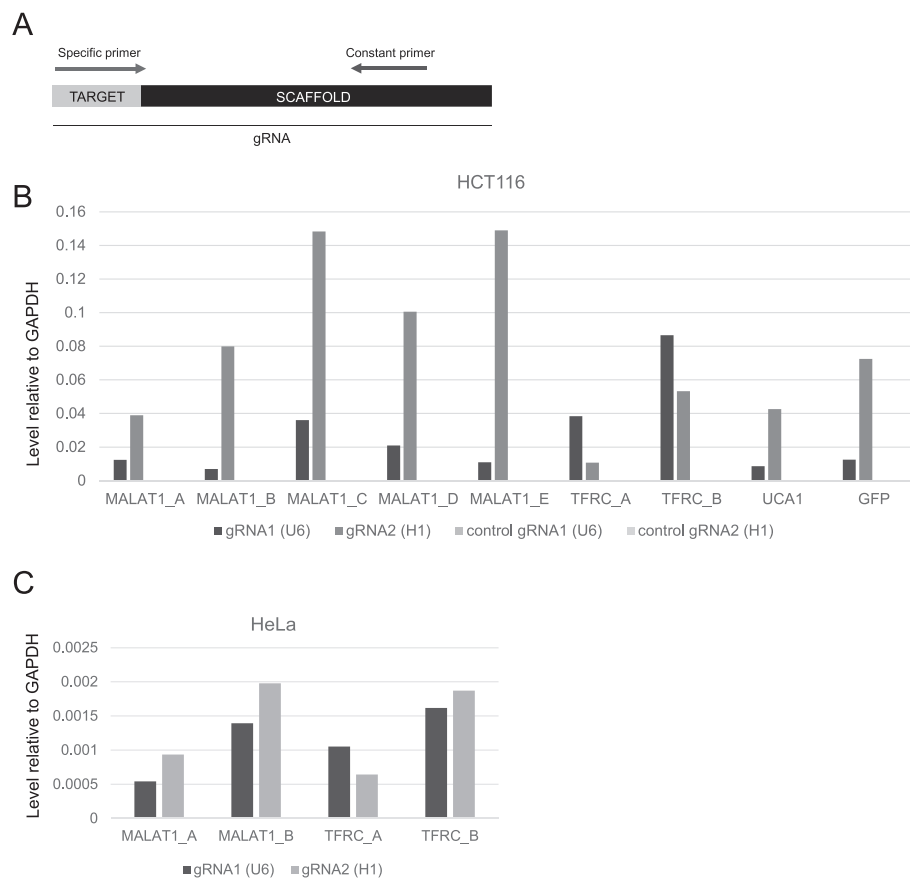 A
Specific primer
Constant primer
TARGET
SCAFFOLD
gRNA
B
HCT116
Level relative to GAPDH
0.16
0.14
0.12
0.1
0.08
0.06
0.04
0.02
0
MALAT1_A MALAT1_B MALAT1_C MALAT1_D MALAT1_E TFRC_A TFRC_B UCA1 GFP
gRNA1 (U6) gRNA2 (H1) control gRNA1 (U6) control gRNA2 (H1)
C
HeLa
Level relative to GAPDH
0.0025
0.002
0.0015
0.001
0.0005
0
MALAT1_A MALAT1_B TFRC_A TFRC_B
gRNA1 (U6) gRNA2 (H1)